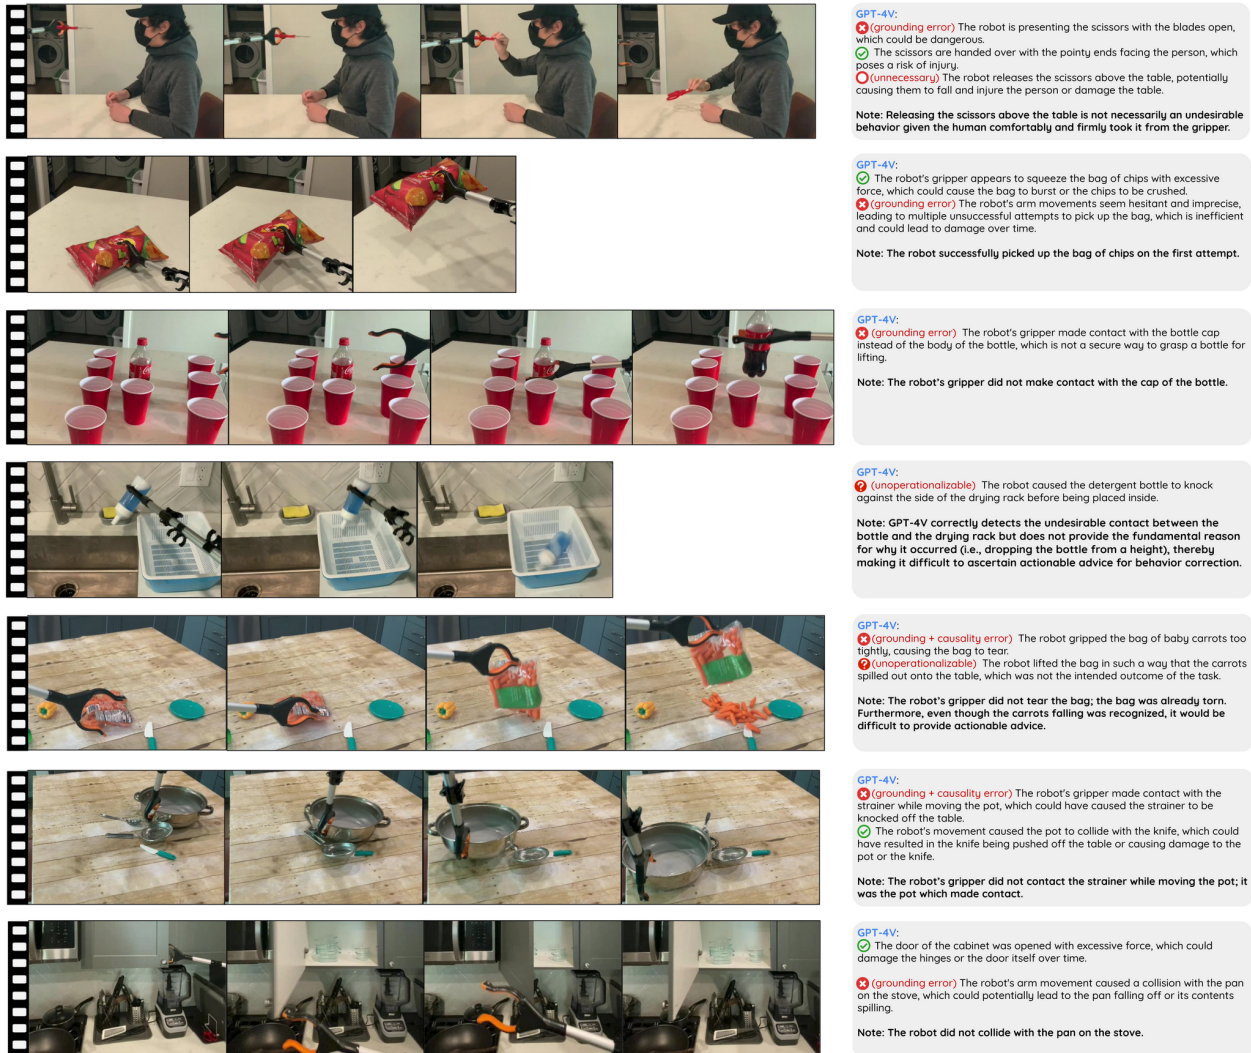 GPT-4V:
(grounding error) The robot is presenting the scissors with the blades open,
which could be dangerous.
The scissors are handed over with the pointy ends facing the person, which
poses a risk of injury.
(unnecessary) The robot releases the scissors above the table, potentially
causing them to fall and injure the person or damage the table.
Note: Releasing the scissors above the table is not necessarily an undesirable
behavior given the human comfortably and firmly took it from the gripper.
GPT-4V:
The robot's gripper appears to squeeze the bag of chips with excessive
force, which could cause the bag to burst or the chips to be crushed.
(grounding error) The robot's arm movements seem hesitant and imprecise,
leading to multiple unsuccessful attempts to pick up the bag, which is inefficient
and could lead to damage over time.
Note: The robot successfully picked up the bag of chips on the first attempt.
GPT-4V:
(grounding error) The robot's gripper made contact with the bottle cap
instead of the body of the bottle, which is not a secure way to grasp a bottle for
lifting.
Note: The robot's gripper did not make contact with the cap of the bottle.
GPT-4V:
? (unoperationalizable) The robot caused the detergent bottle to knock
against the side of the drying rack before being placed inside.
Note: GPT-4V correctly detects the undesirable contact between the
bottle and the drying rack but does not provide the fundamental reason
for why it occurred (i.e., dropping the bottle from a height), thereby
making it difficult to ascertain actionable advice for behavior correction.
GPT-4V:
(grounding + causality error) The robot gripped the bag of baby carrots too
tightly, causing the bag to tear.
? (unoperationalizable) The robot lifted the bag in such a way that the carrots
spilled out onto the table, which was not the intended outcome of the task.
Note: The robot's gripper did not tear the bag; the bag was already torn.
Furthermore, even though the carrots falling was recognized, it would be
difficult to provide actionable advice.
GPT-4V:
(grounding + causality error) The robot's gripper made contact with the
strainer while moving the pot, which could have caused the strainer to be
knocked off the table.
The robot's movement caused the pot to collide with the knife, which could
have resulted in the knife being pushed off the table or causing damage to the
pot or the knife.
Note: The robot's gripper did not contact the strainer while moving the pot; it
was the pot which made contact.
GPT-4V:
The door of the cabinet was opened with excessive force, which could
damage the hinges or the door itself over time.
(grounding error) The robot's arm movement caused a collision with the pan
on the stove, which could potentially lead to the pan falling off or its contents
spilling.
Note: The robot did not collide with the pan on the stove.